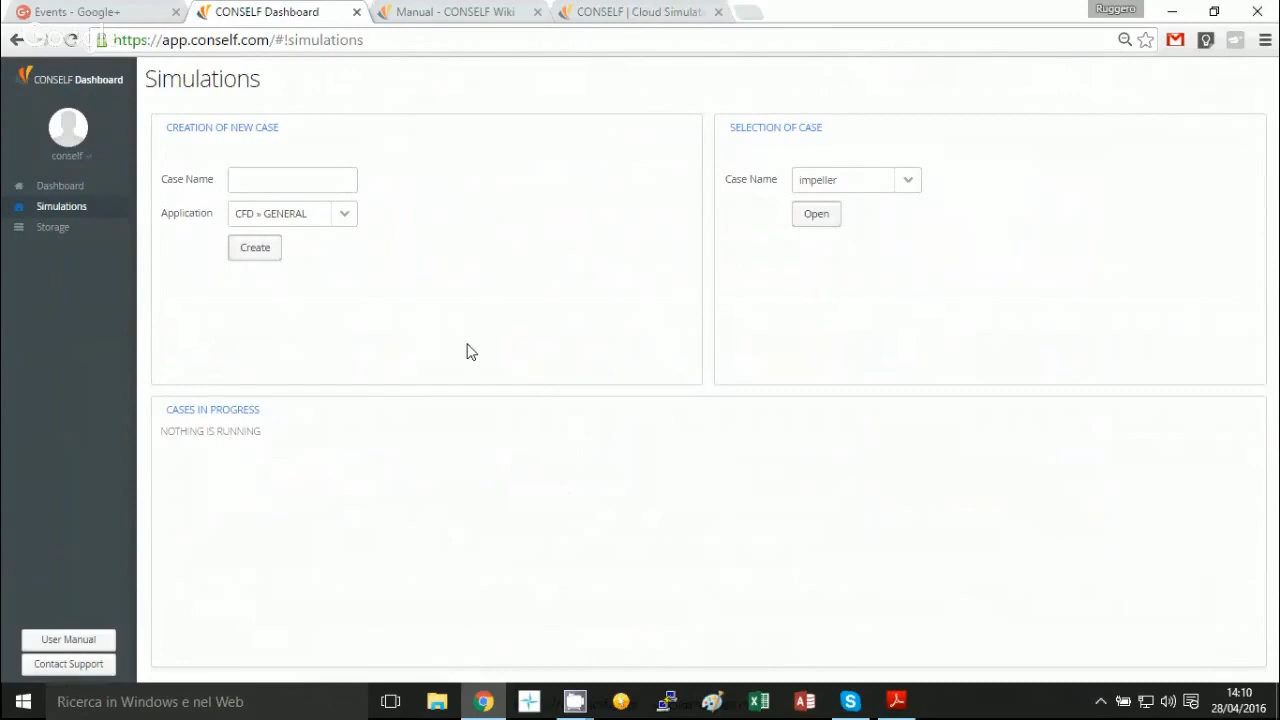 Events - Google+
CONSELF Dashboard
Manual - CONSELF Wiki
CONSELF | Cloud Simulat
Ruggero
https://app.conself.com/#!simulations
CONSELF Dashboard
conself
Dashboard
Simulations
Storage
User Manual
Contact Support
Simulations
CREATION OF NEW CASE
Case Name
Application
CFD » GENERAL
Create
SELECTION OF CASE
Case Name
impeller
Open
CASES IN PROGRESS
NOTHING IS RUNNING
Ricerca in Windows e nel Web
14:10
28/04/2016